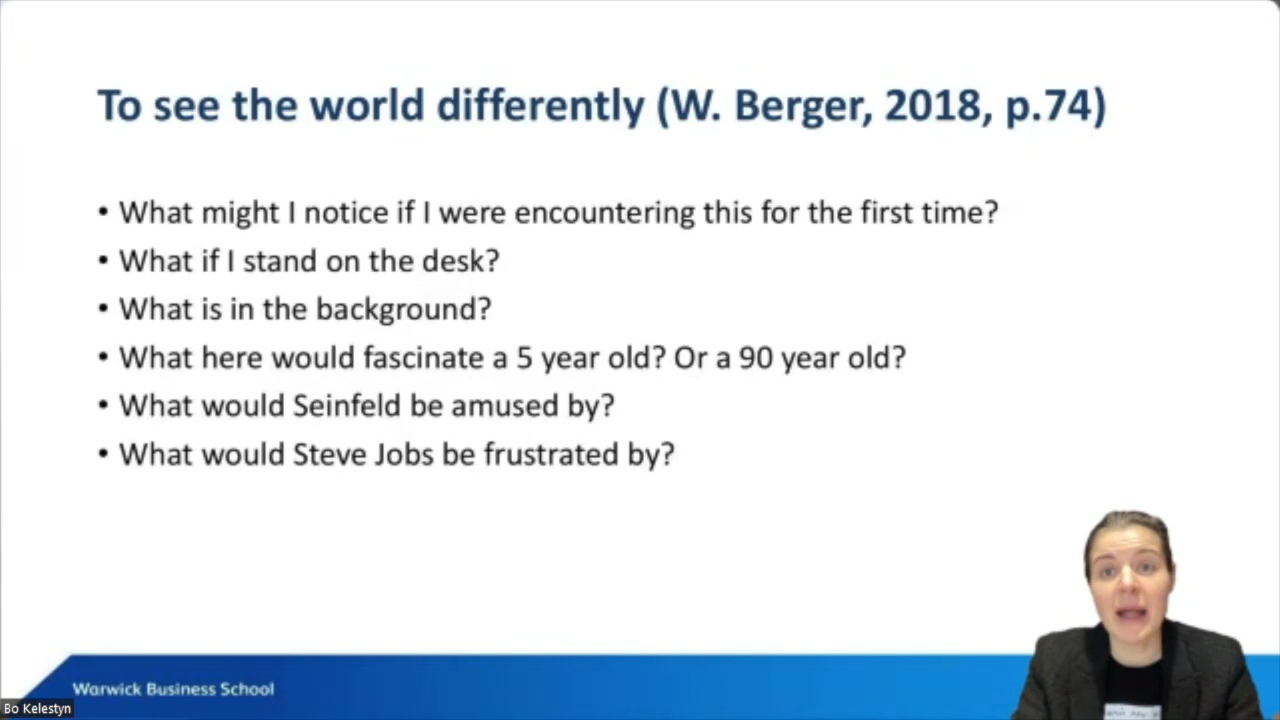 To see the world differently (W. Berger, 2018, p.74)
• What might I notice if I were encountering this for the first time?
• What if I stand on the desk?
• What is in the background?
• What here would fascinate a 5 year old? Or a 90 year old?
• What would Seinfeld be amused by?
• What would Steve Jobs be frustrated by?
Warwick Business School
Bo Kelestyn